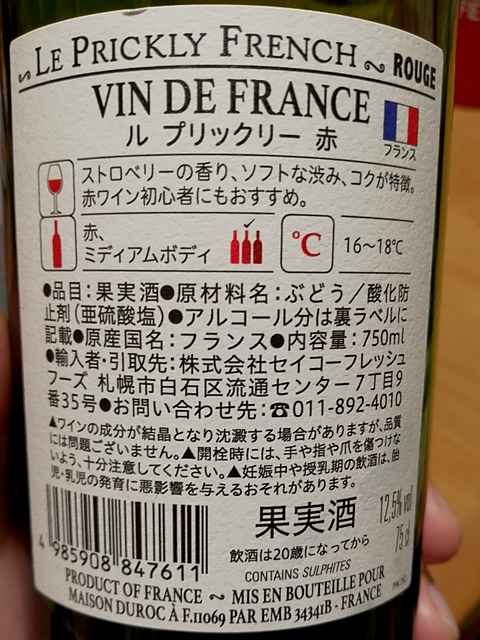 LE PRICKLY FRENCH ROUGE
VIN DE FRANCE
ル プリックリー 赤
フランス
ストロベリーの香り、ソフトな渋み、コクが特徴。
赤ワイン初心者にもおすすめ。
赤、
ミディアムボディ
℃
16～18℃
●品目：果実酒●原材料名：ぶどう／酸化防
止剤（亜硫酸塩）●アルコール分は裏ラベルに
記載●原産国名：フランス●内容量：750ml
●輸入者・引取先：株式会社セイコーフレッシュ
フーズ 札幌市白石区流通センター7丁目9
番35号●お問い合わせ先：☎011-892-4010
▲ワインの成分が結晶となり沈澱する場合がありますが、品質
には問題ございません。▲開栓時には、手や指や爪を傷つけな
いよう、十分注意してください。▲妊娠中や授乳期の飲酒は、胎
児・乳児の発育に悪影響を与えるおそれがあります。
4 985908 847611
果実酒
飲酒は20歳になってから
CONTAINS SULPHITES
12,5% vol
75 cl
PRODUCT OF FRANCE ~ MIS EN BOUTEILLE POUR
MAISON DUROC À F.11069 PAR EMB 34341B - FRANCE